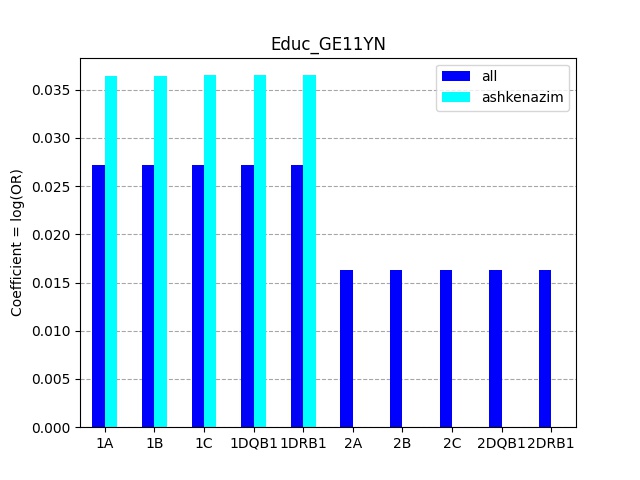 Educ_GE11YN
all
ashkenazim
Coefficient = log(OR)
0.035
0.030
0.025
0.020
0.015
0.010
0.005
0.000
1A 1B 1C 1DQB1 1DRB1 2A 2B 2C 2DQB1 2DRB1